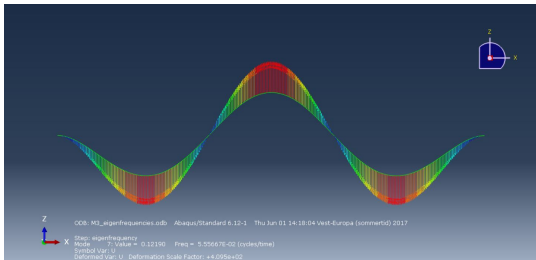 Z
X
ODB: M3_eigenfrequencies.odb Abaqus/Standard 6.12-1 Thu Jun 01 14:18:04 Vest-Europa (sommertid) 2017
Z
X
Step: eigenfrequency
Mode 7: Value = 0.12190 Freq = 5.55667E-02 (cycles/time)
Symbol Var: U
Deformed Var: U Deformation Scale Factor: +4.095e+02